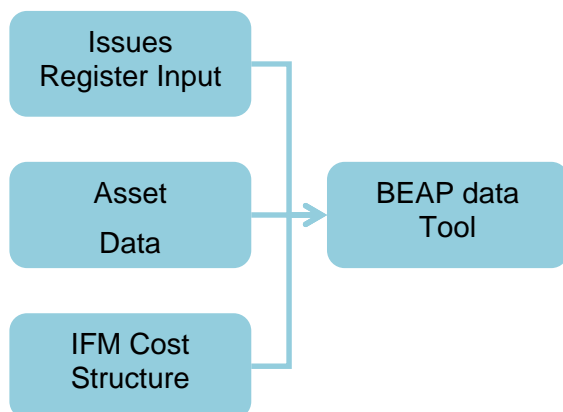 Issues
Register Input
Asset
Data
BEAP data
Tool
IFM Cost
Structure